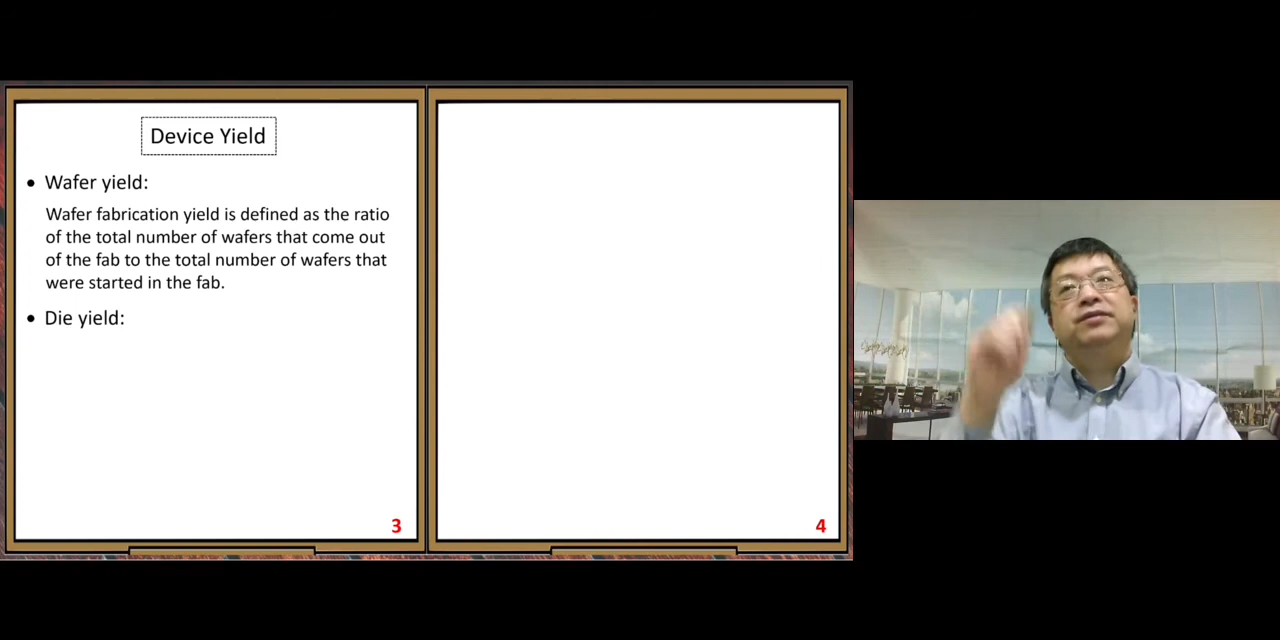 Device Yield
• Wafer yield:
Wafer fabrication yield is defined as the ratio
of the total number of wafers that come out
of the fab to the total number of wafers that
were started in the fab.
• Die yield:
3
4